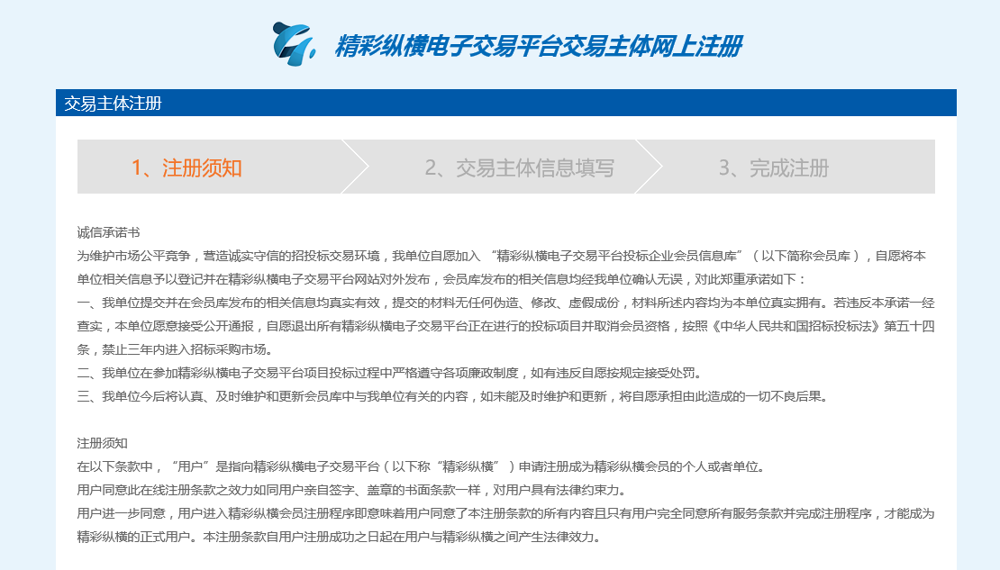 精彩纵横电子交易平台交易主体网上注册
交易主体注册
1、注册须知
2、交易主体信息填写
3、完成注册
诚信承诺书
为维护市场公平竞争，营造诚实守信的招投标交易环境，我单位自愿加入 “精彩纵横电子交易平台投标企业会员信息库”（以下简称会员库），自愿将本
单位相关信息予以登记并在精彩纵横电子交易平台网站对外发布，会员库发布的相关信息均经我单位确认无误，对此郑重承诺如下：
一、我单位提交并在会员库发布的相关信息均真实有效，提交的材料无任何伪造、修改、虚假成份，材料所述内容均为本单位真实拥有。若违反本承诺一经
查实，本单位愿意接受公开通报，自愿退出所有精彩纵横电子交易平台正在进行的投标项目并取消会员资格，按照《中华人民共和国招标投标法》第五十四
条，禁止三年内进入招标采购市场。
二、我单位在参加精彩纵横电子交易平台项目投标过程中严格遵守各项廉政制度，如有违反自愿按规定接受处罚。
三、我单位今后将认真、及时维护和更新会员库中与我单位有关的内容，如未能及时维护和更新，将自愿承担由此造成的一切不良后果。
注册须知
在以下条款中，“用户”是指向精彩纵横电子交易平台（以下称“精彩纵横”）申请注册成为精彩纵横会员的个人或者单位。
用户同意此在线注册条款之效力如同用户亲自签字、盖章的书面条款一样，对用户具有法律约束力。
用户进一步同意，用户进入精彩纵横会员注册程序即意味着用户同意了本注册条款的所有内容且只有用户完全同意所有服务条款并完成注册程序，才能成为
精彩纵横的正式用户。本注册条款自用户注册成功之日起在用户与精彩纵横之间产生法律效力。